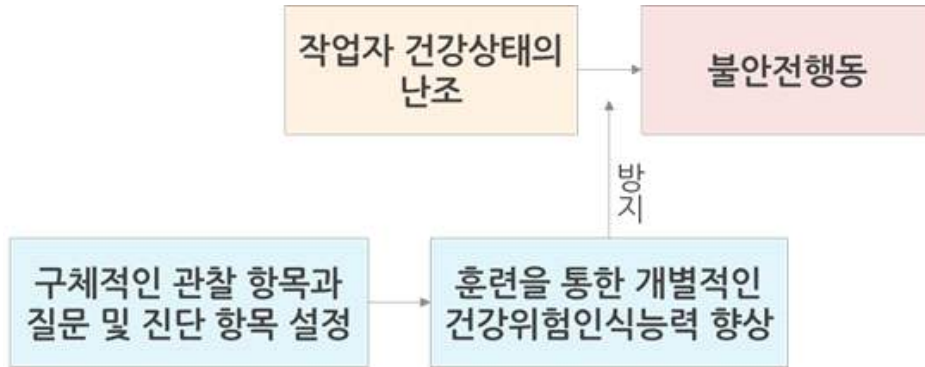 작업자 건강상태의
난조
불안전행동
방
지
구체적인 관찰 항목과
질문 및 진단 항목 설정
훈련을 통한 개별적인
건강위험인식능력 향상